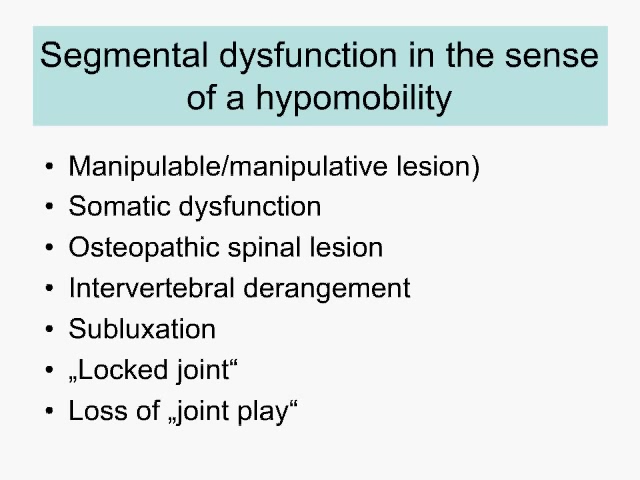 Segmental dysfunction in the sense
of a hypomobility
• Manipulable/manipulative lesion)
• Somatic dysfunction
• Osteopathic spinal lesion
• Intervertebral derangement
• Subluxation
• „Locked joint“
• Loss of „joint play“